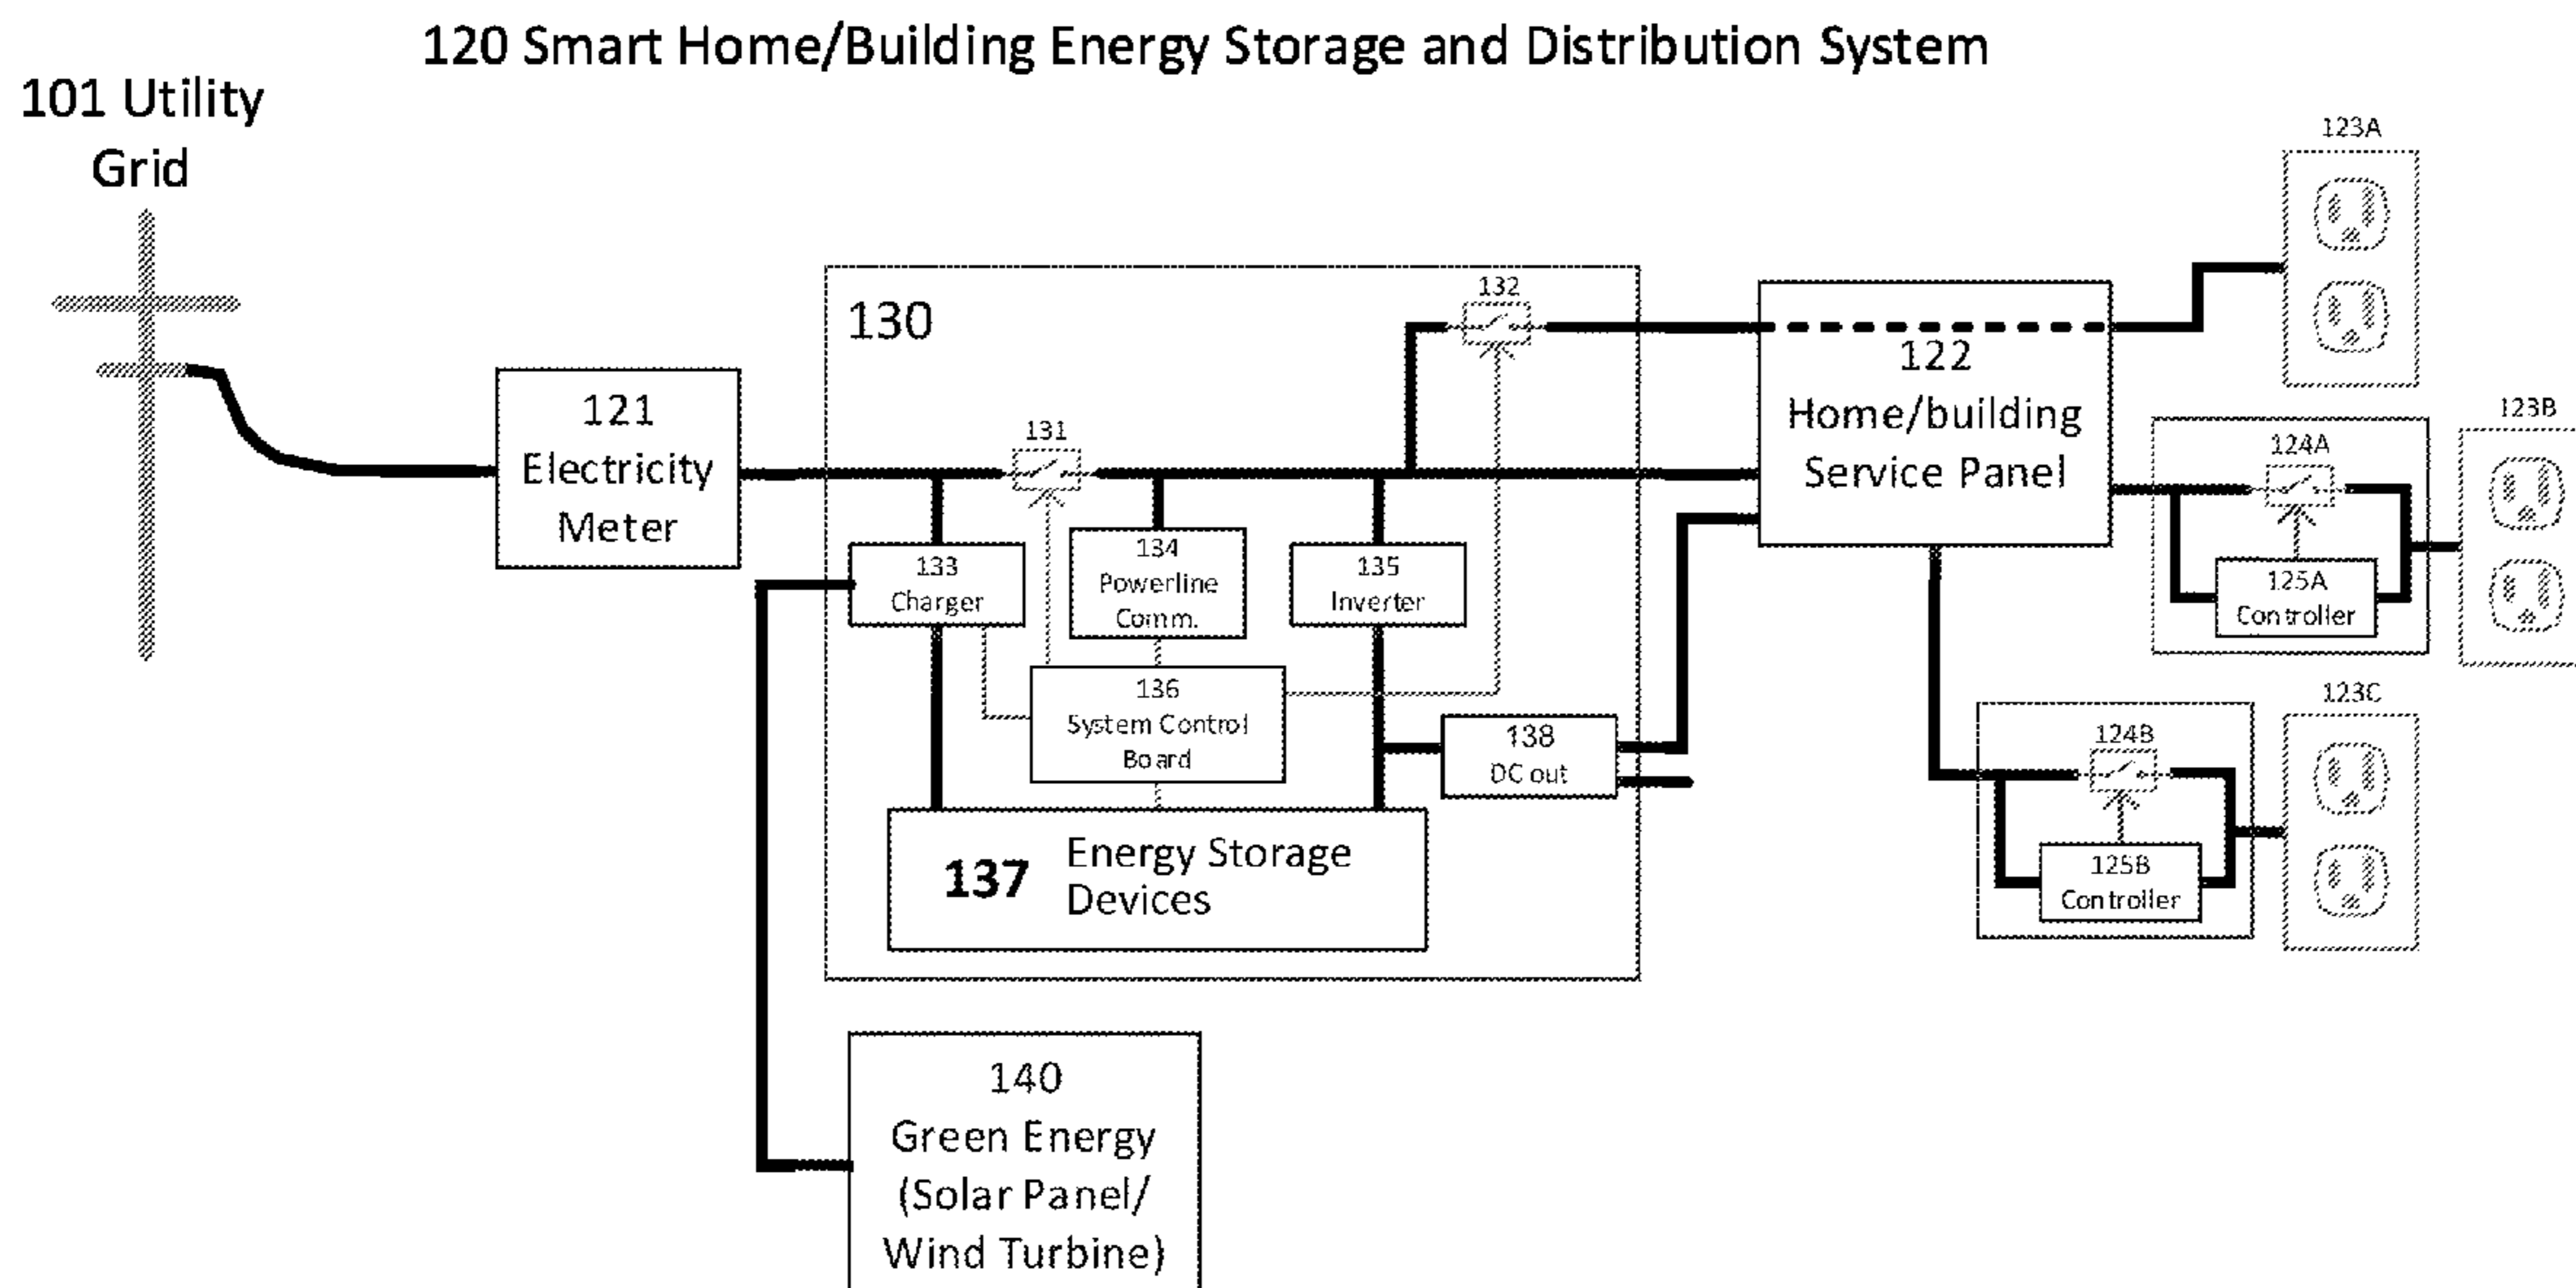 120 Smart Home/Building Energy Storage and Distribution System
101 Utility
Grid
123A
132
130
122
Home/building
Service Panel
121
Electricity
Meter
131
123B
124A
125A
Controller
133
Charger
134
Powerline
Comm.
135
Inverter
136
System Control
Board
138
DC out
123C
124B
125B
Controller
137 Energy Storage
Devices
140
Green Energy
(Solar Panel/
Wind Turbine)